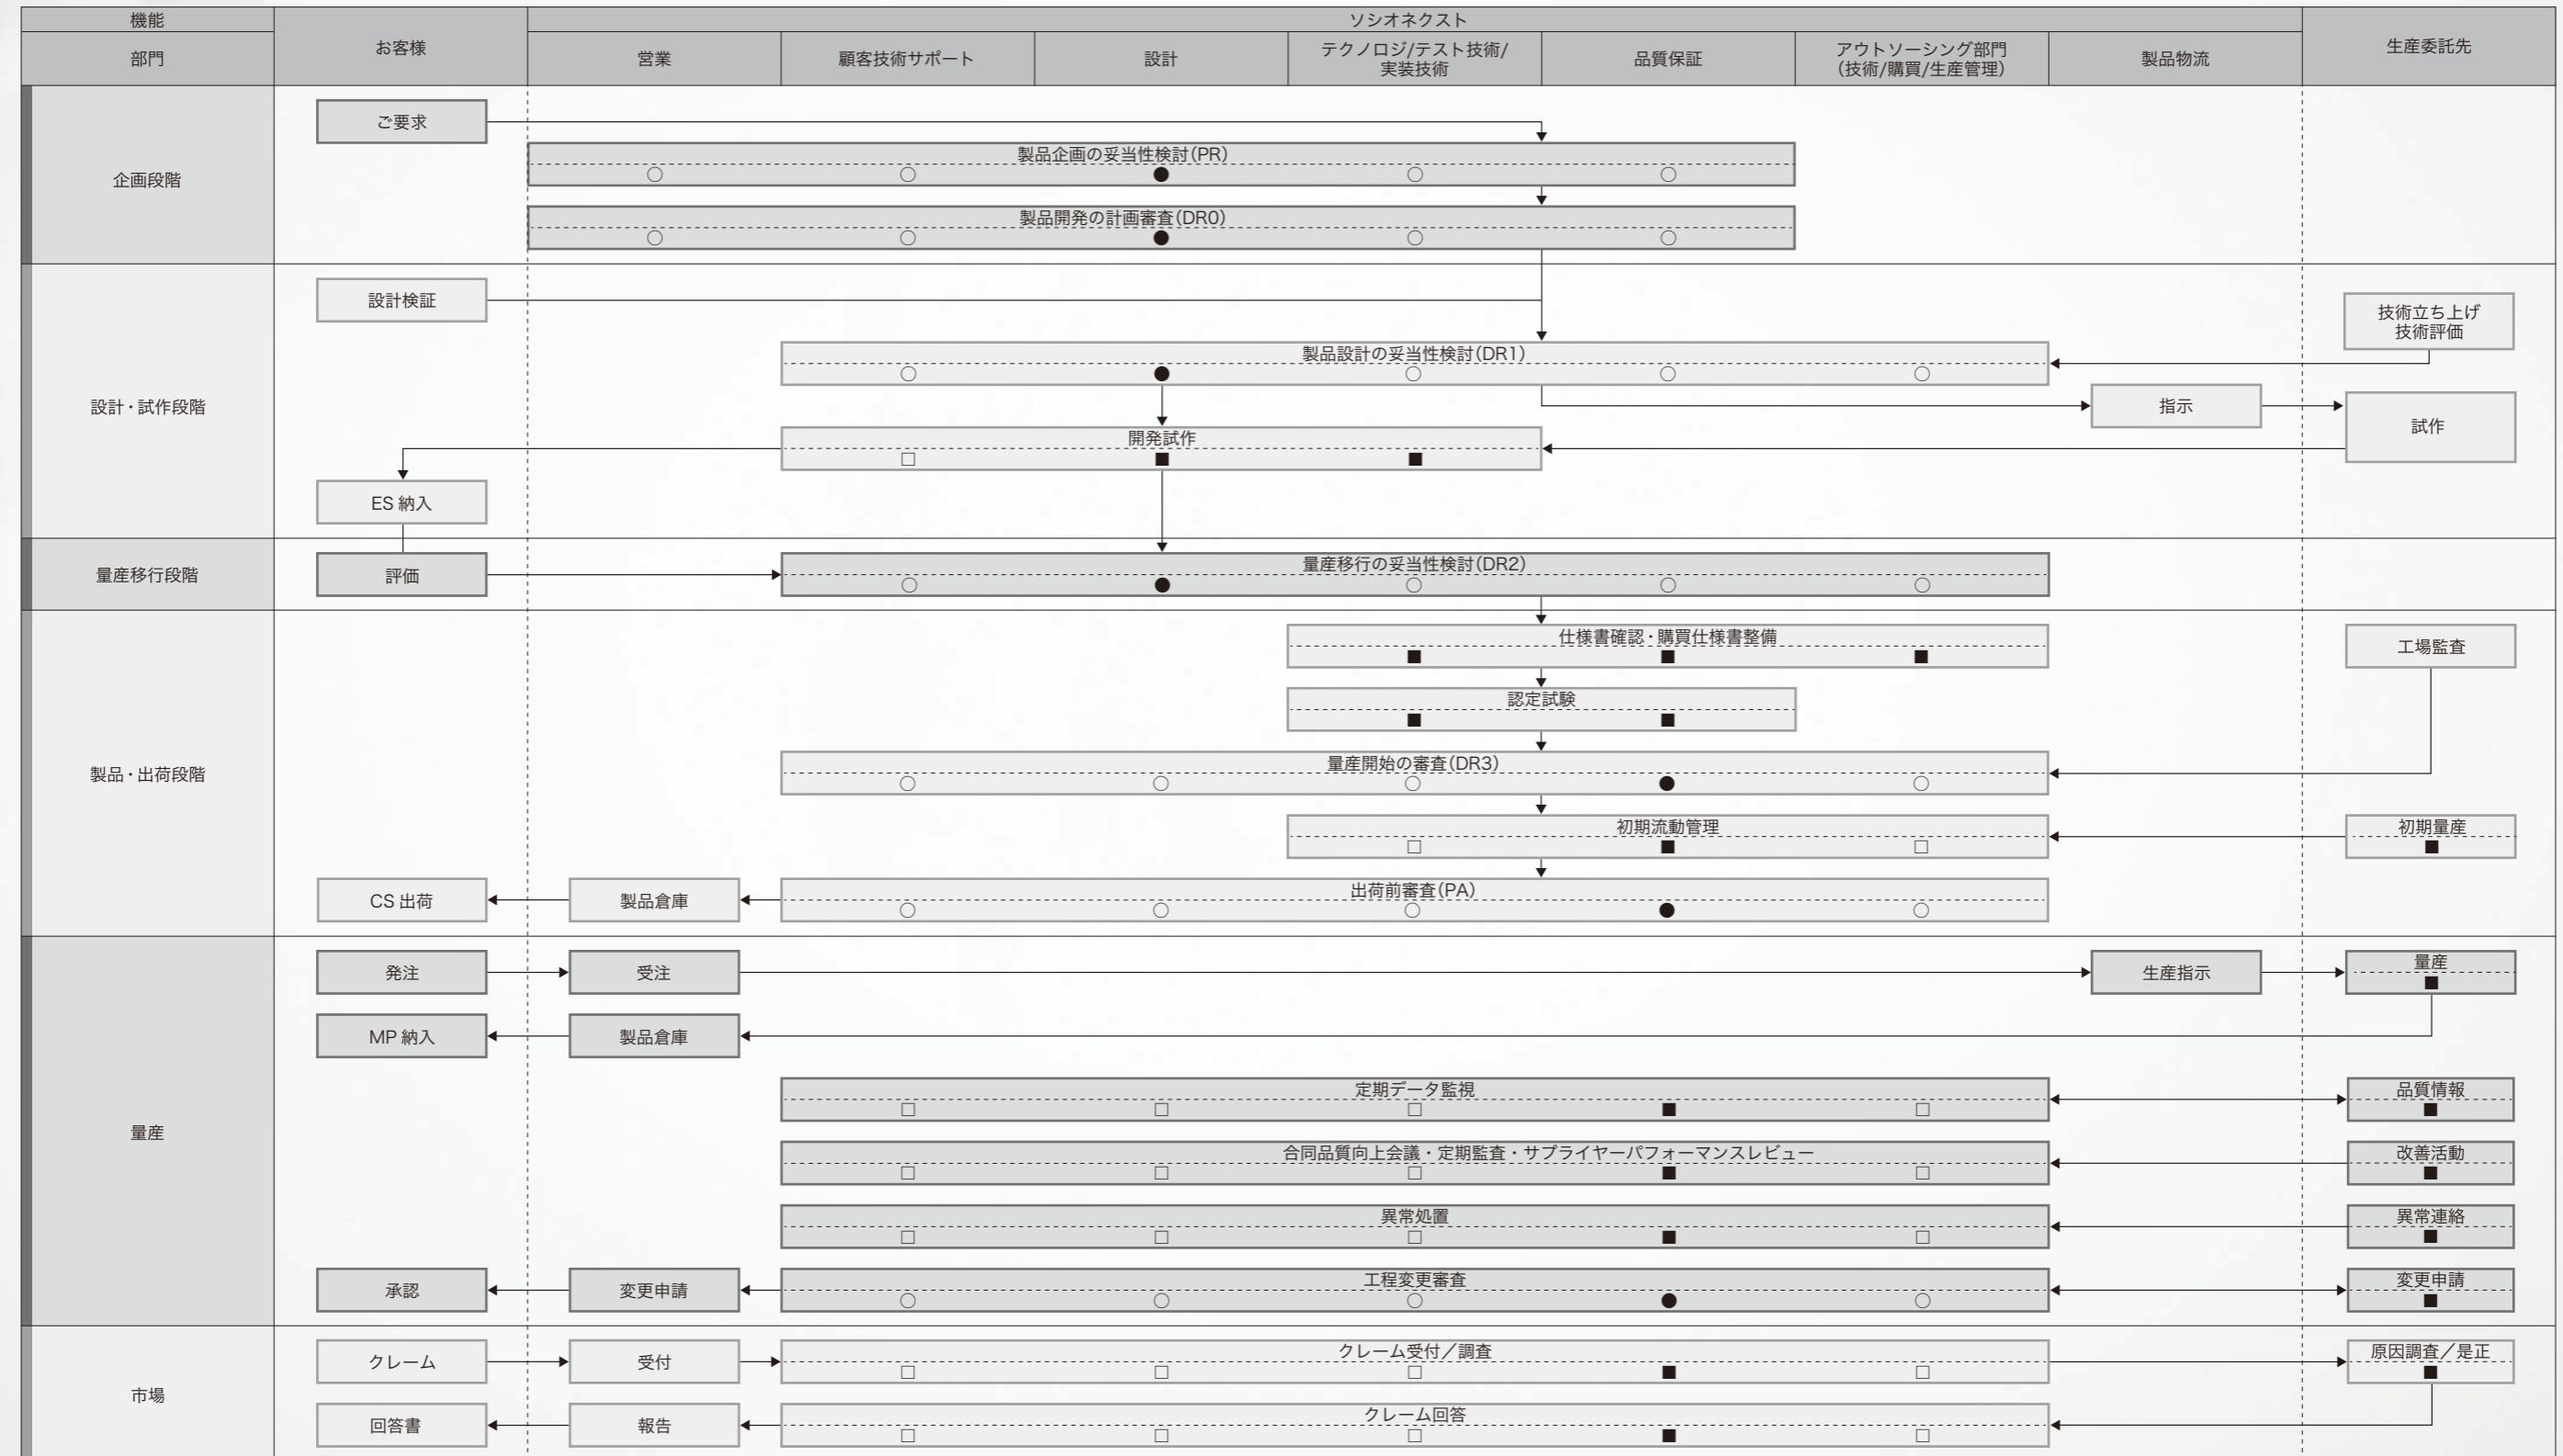 機能
お客様
ソシオネクスト
生産委託先
部門
営業
顧客技術サポート
設計
テクノロジ/テスト技術/
実装技術
品質保証
アウトソーシング部門
(技術/購買/生産管理)
製品物流
企画段階
ご要求
製品企画の妥当性検討(PR)
○ ○ ● ○ ○
製品開発の計画審査(DR0)
○ ○ ● ○ ○
設計・試作段階
設計検証
技術立ち上げ
技術評価
製品設計の妥当性検討(DR1)
○ ● ○ ○ ○
指示
試作
開発試作
□ ■ ■
ES 納入
量産移行段階
評価
量産移行の妥当性検討(DR2)
○ ● ○ ○ ○
製品・出荷段階
仕様書確認・購買仕様書整備
■ ■ ■
工場監査
認定試験
■ ■
量産開始の審査(DR3)
○ ○ ○ ● ○
初期流動管理
□ ■ □
初期量産
■
CS 出荷
製品倉庫
出荷前審査(PA)
○ ○ ○ ● ○
量産
発注
受注
生産指示
量産
■
MP 納入
製品倉庫
定期データ監視
□ □ □ ■ □
品質情報
■
合同品質向上会議・定期監査・サプライヤーパフォーマンスレビュー
□ □ □ ■ □
改善活動
■
異常処置
□ □ □ ■ □
異常連絡
■
承認
変更申請
工程変更審査
○ ○ ○ ● ○
変更申請
■
市場
クレーム
受付
クレーム受付／調査
□ □ □ ■ □
原因調査／是正
■
回答書
報告
クレーム回答
□ □ □ ■ □